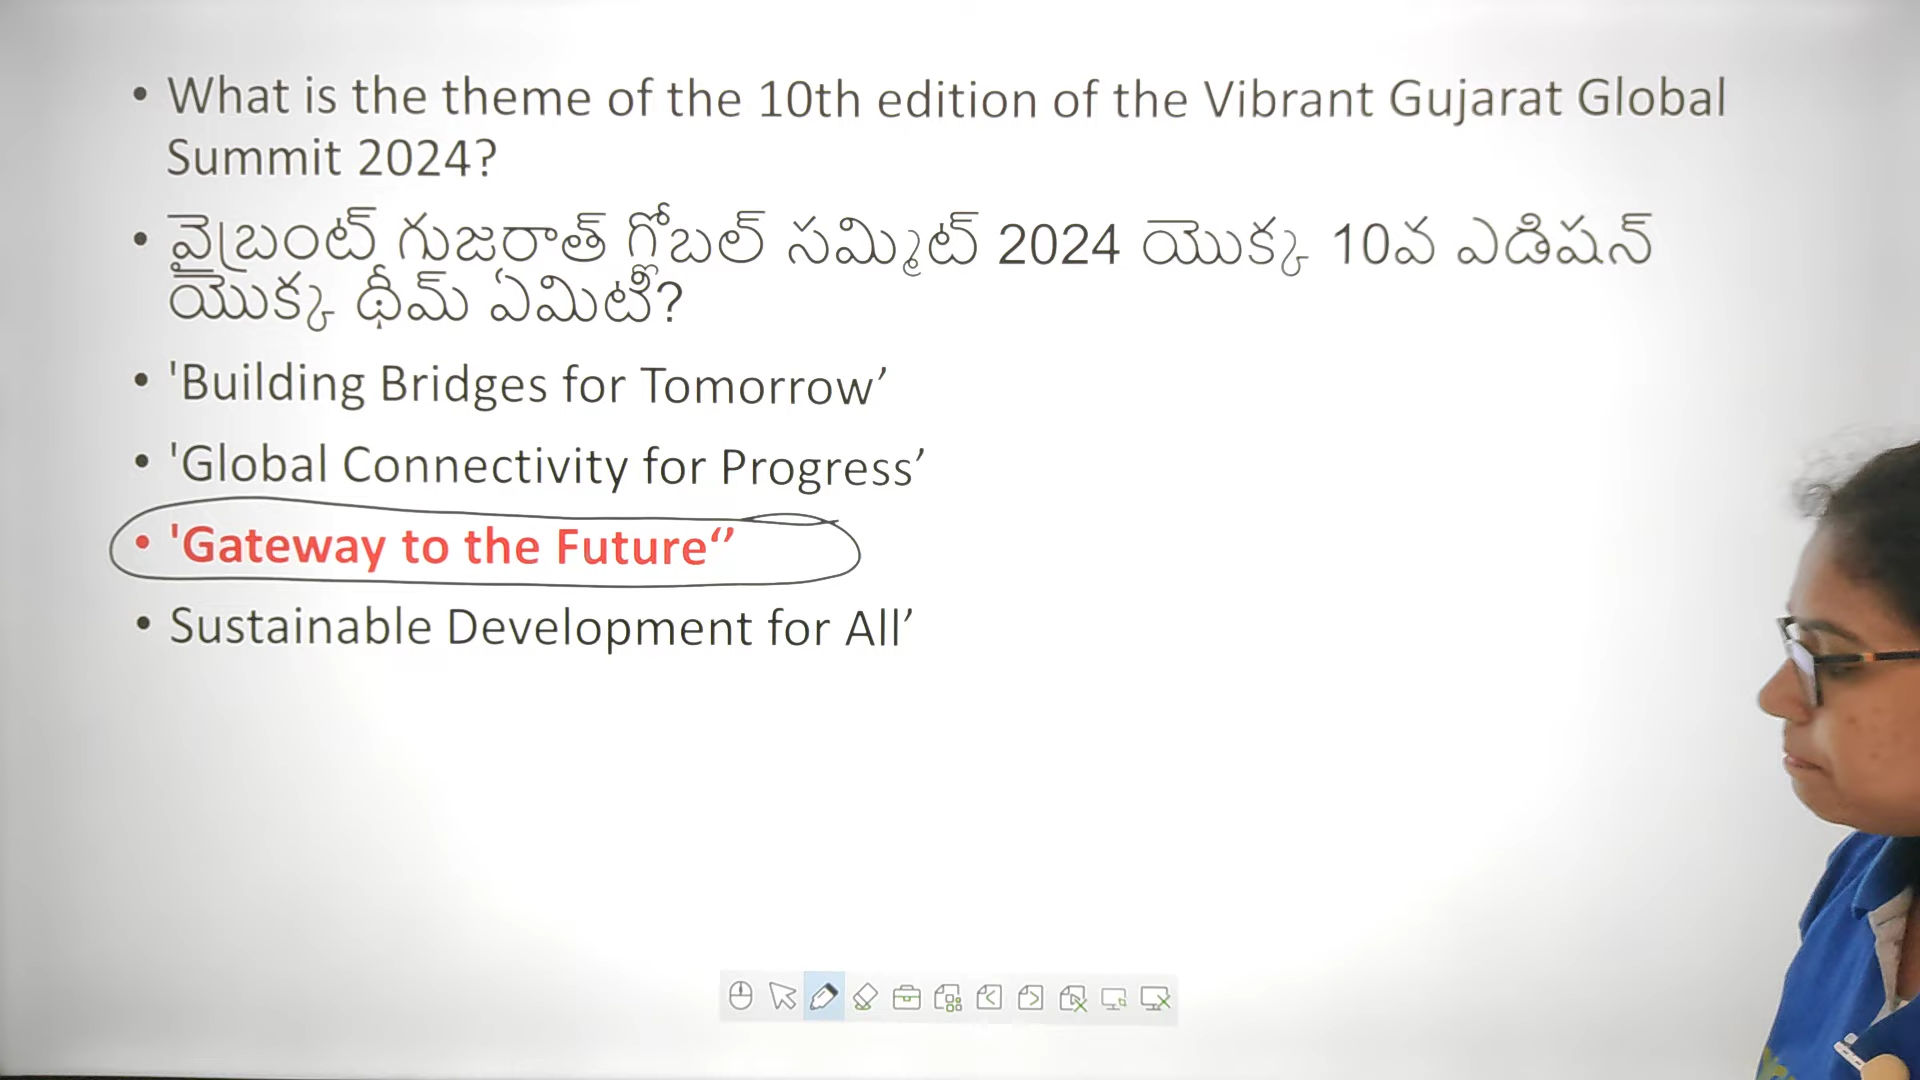 • What is the theme of the 10th edition of the Vibrant Gujarat Global
Summit 2024?
• వైబ్రంట్ గుజరాత్ గ్లోబల్ సమ్మిట్ 2024 యొక్క 10వ ఎడిషన్
యొక్క థీమ్ ఏమిటి?
• 'Building Bridges for Tomorrow’
• 'Global Connectivity for Progress’
• 'Gateway to the Future‘’
• Sustainable Development for All’